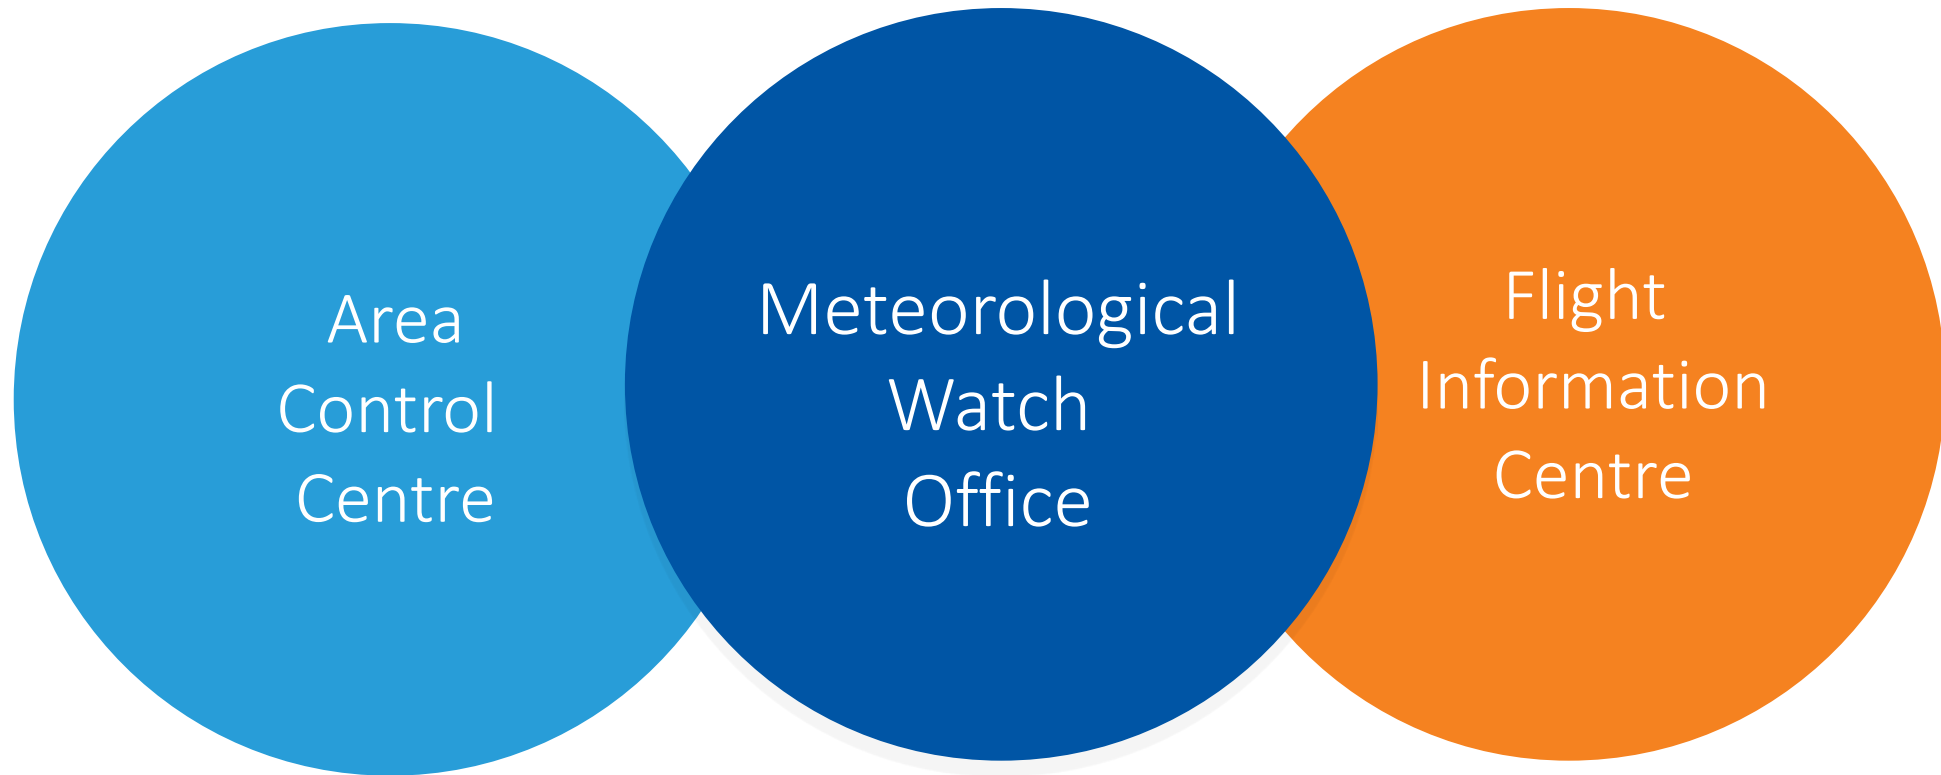 Area
Control
Centre
Meteorological
Watch
Office
Flight
Information
Centre